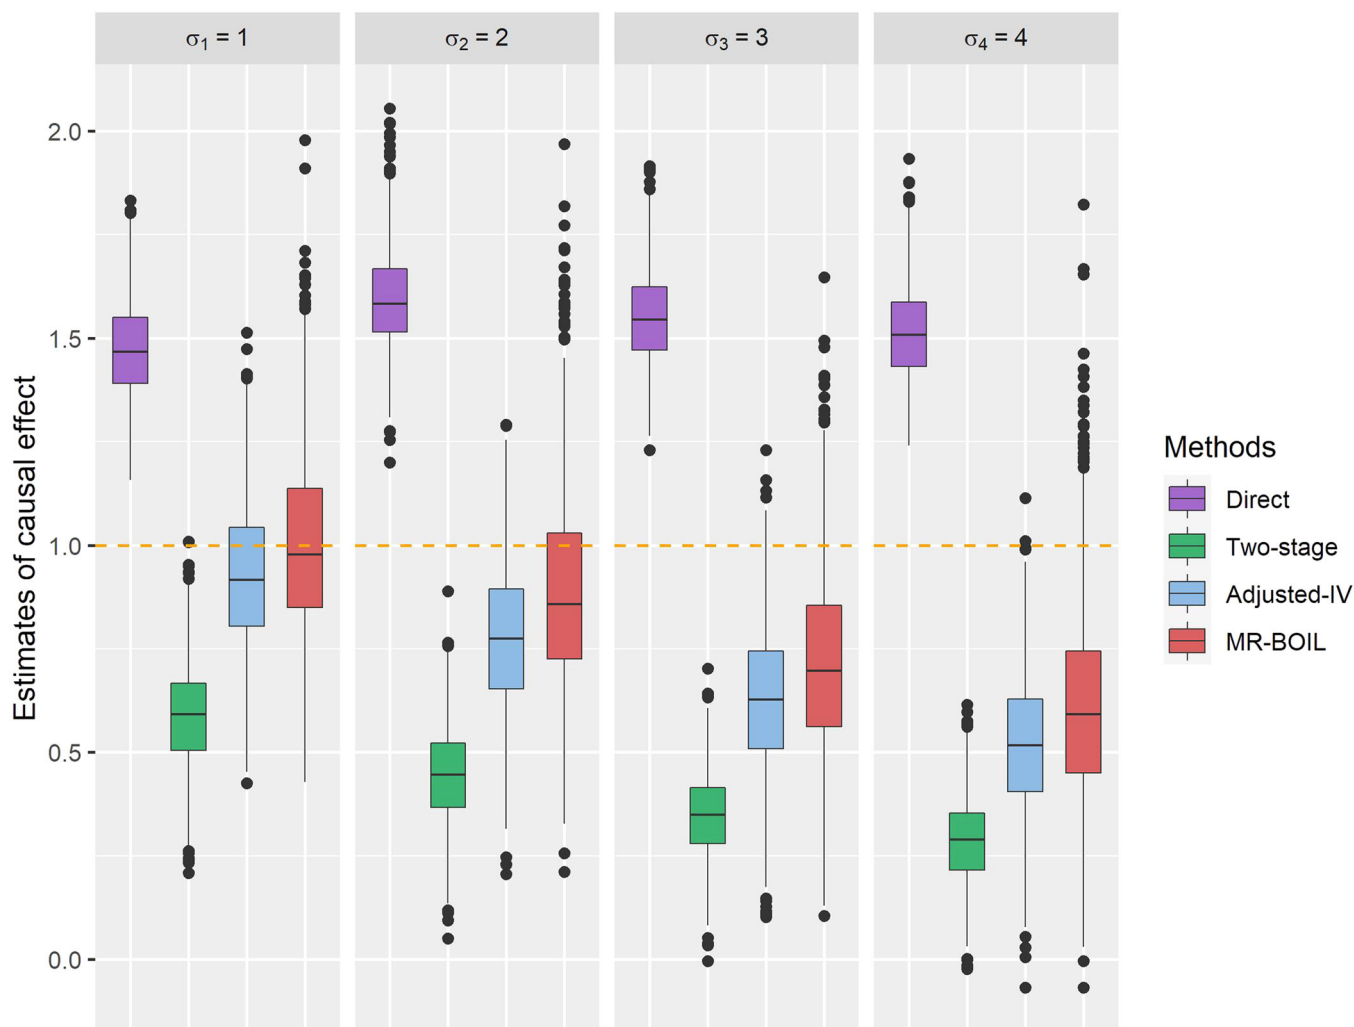 σ₁ = 1
σ₂ = 2
σ₃ = 3
σ₄ = 4
2.0
1.5
1.0
0.5
0.0
Estimates of causal effect
Methods
Direct
Two-stage
Adjusted-IV
MR-BOIL